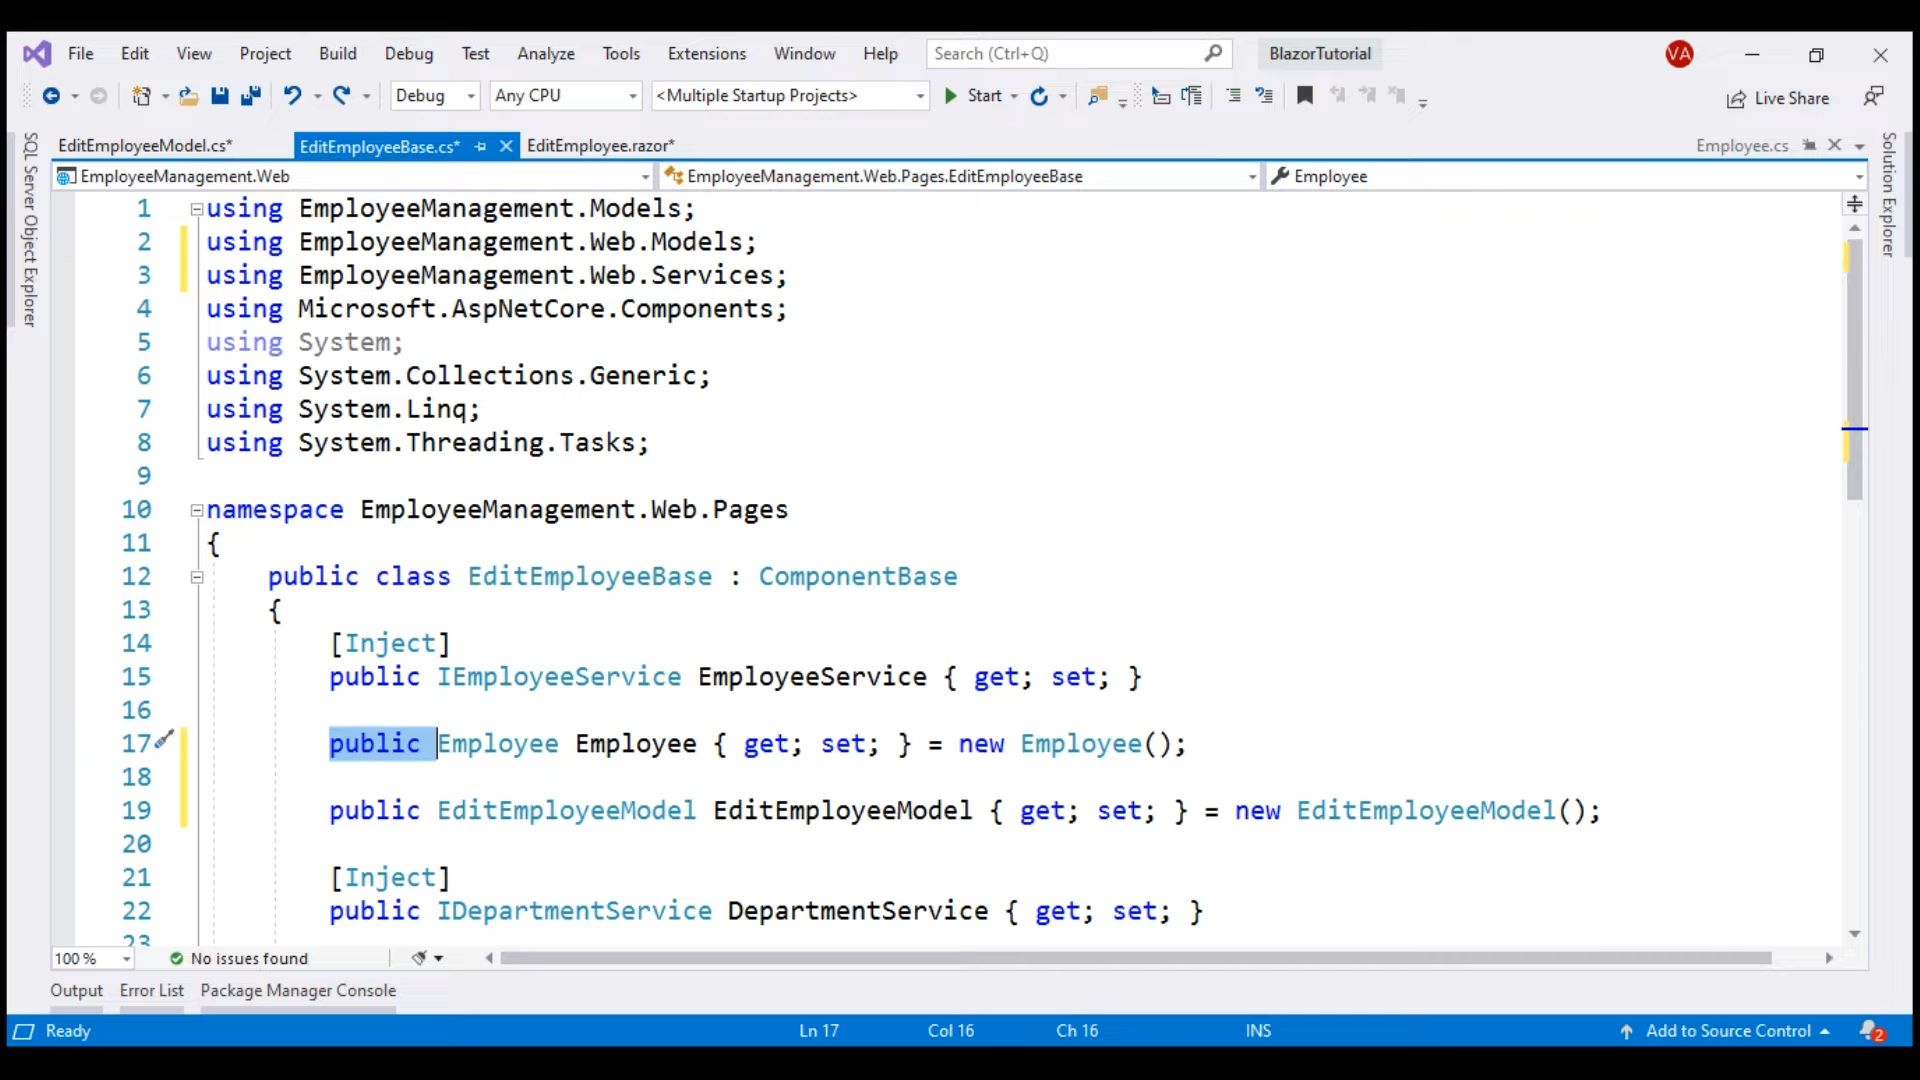 File Edit View Project Build Debug Test Analyze Tools Extensions Window Help Search (Ctrl+Q) BlazorTutorial VA
Debug Any CPU <Multiple Startup Projects> Start Live Share
EditEmployeeModel.cs* EditEmployeeBase.cs* EditEmployee.razor* Employee.cs
EmployeeManagement.Web EmployeeManagement.Web.Pages.EditEmployeeBase Employee
SQL Server Object Explorer
Solution Explorer
1 using EmployeeManagement.Models;
2 using EmployeeManagement.Web.Models;
3 using EmployeeManagement.Web.Services;
4 using Microsoft.AspNetCore.Components;
5 using System;
6 using System.Collections.Generic;
7 using System.Linq;
8 using System.Threading.Tasks;
9
10 namespace EmployeeManagement.Web.Pages
11 {
12 public class EditEmployeeBase : ComponentBase
13 {
14 [Inject]
15 public IEmployeeService EmployeeService { get; set; }
16
17 public Employee Employee { get; set; } = new Employee();
18
19 public EditEmployeeModel EditEmployeeModel { get; set; } = new EditEmployeeModel();
20
21 [Inject]
22 public IDepartmentService DepartmentService { get; set; }
23
100 % No issues found
Output Error List Package Manager Console
Ready Ln 17 Col 16 Ch 16 INS Add to Source Control 2